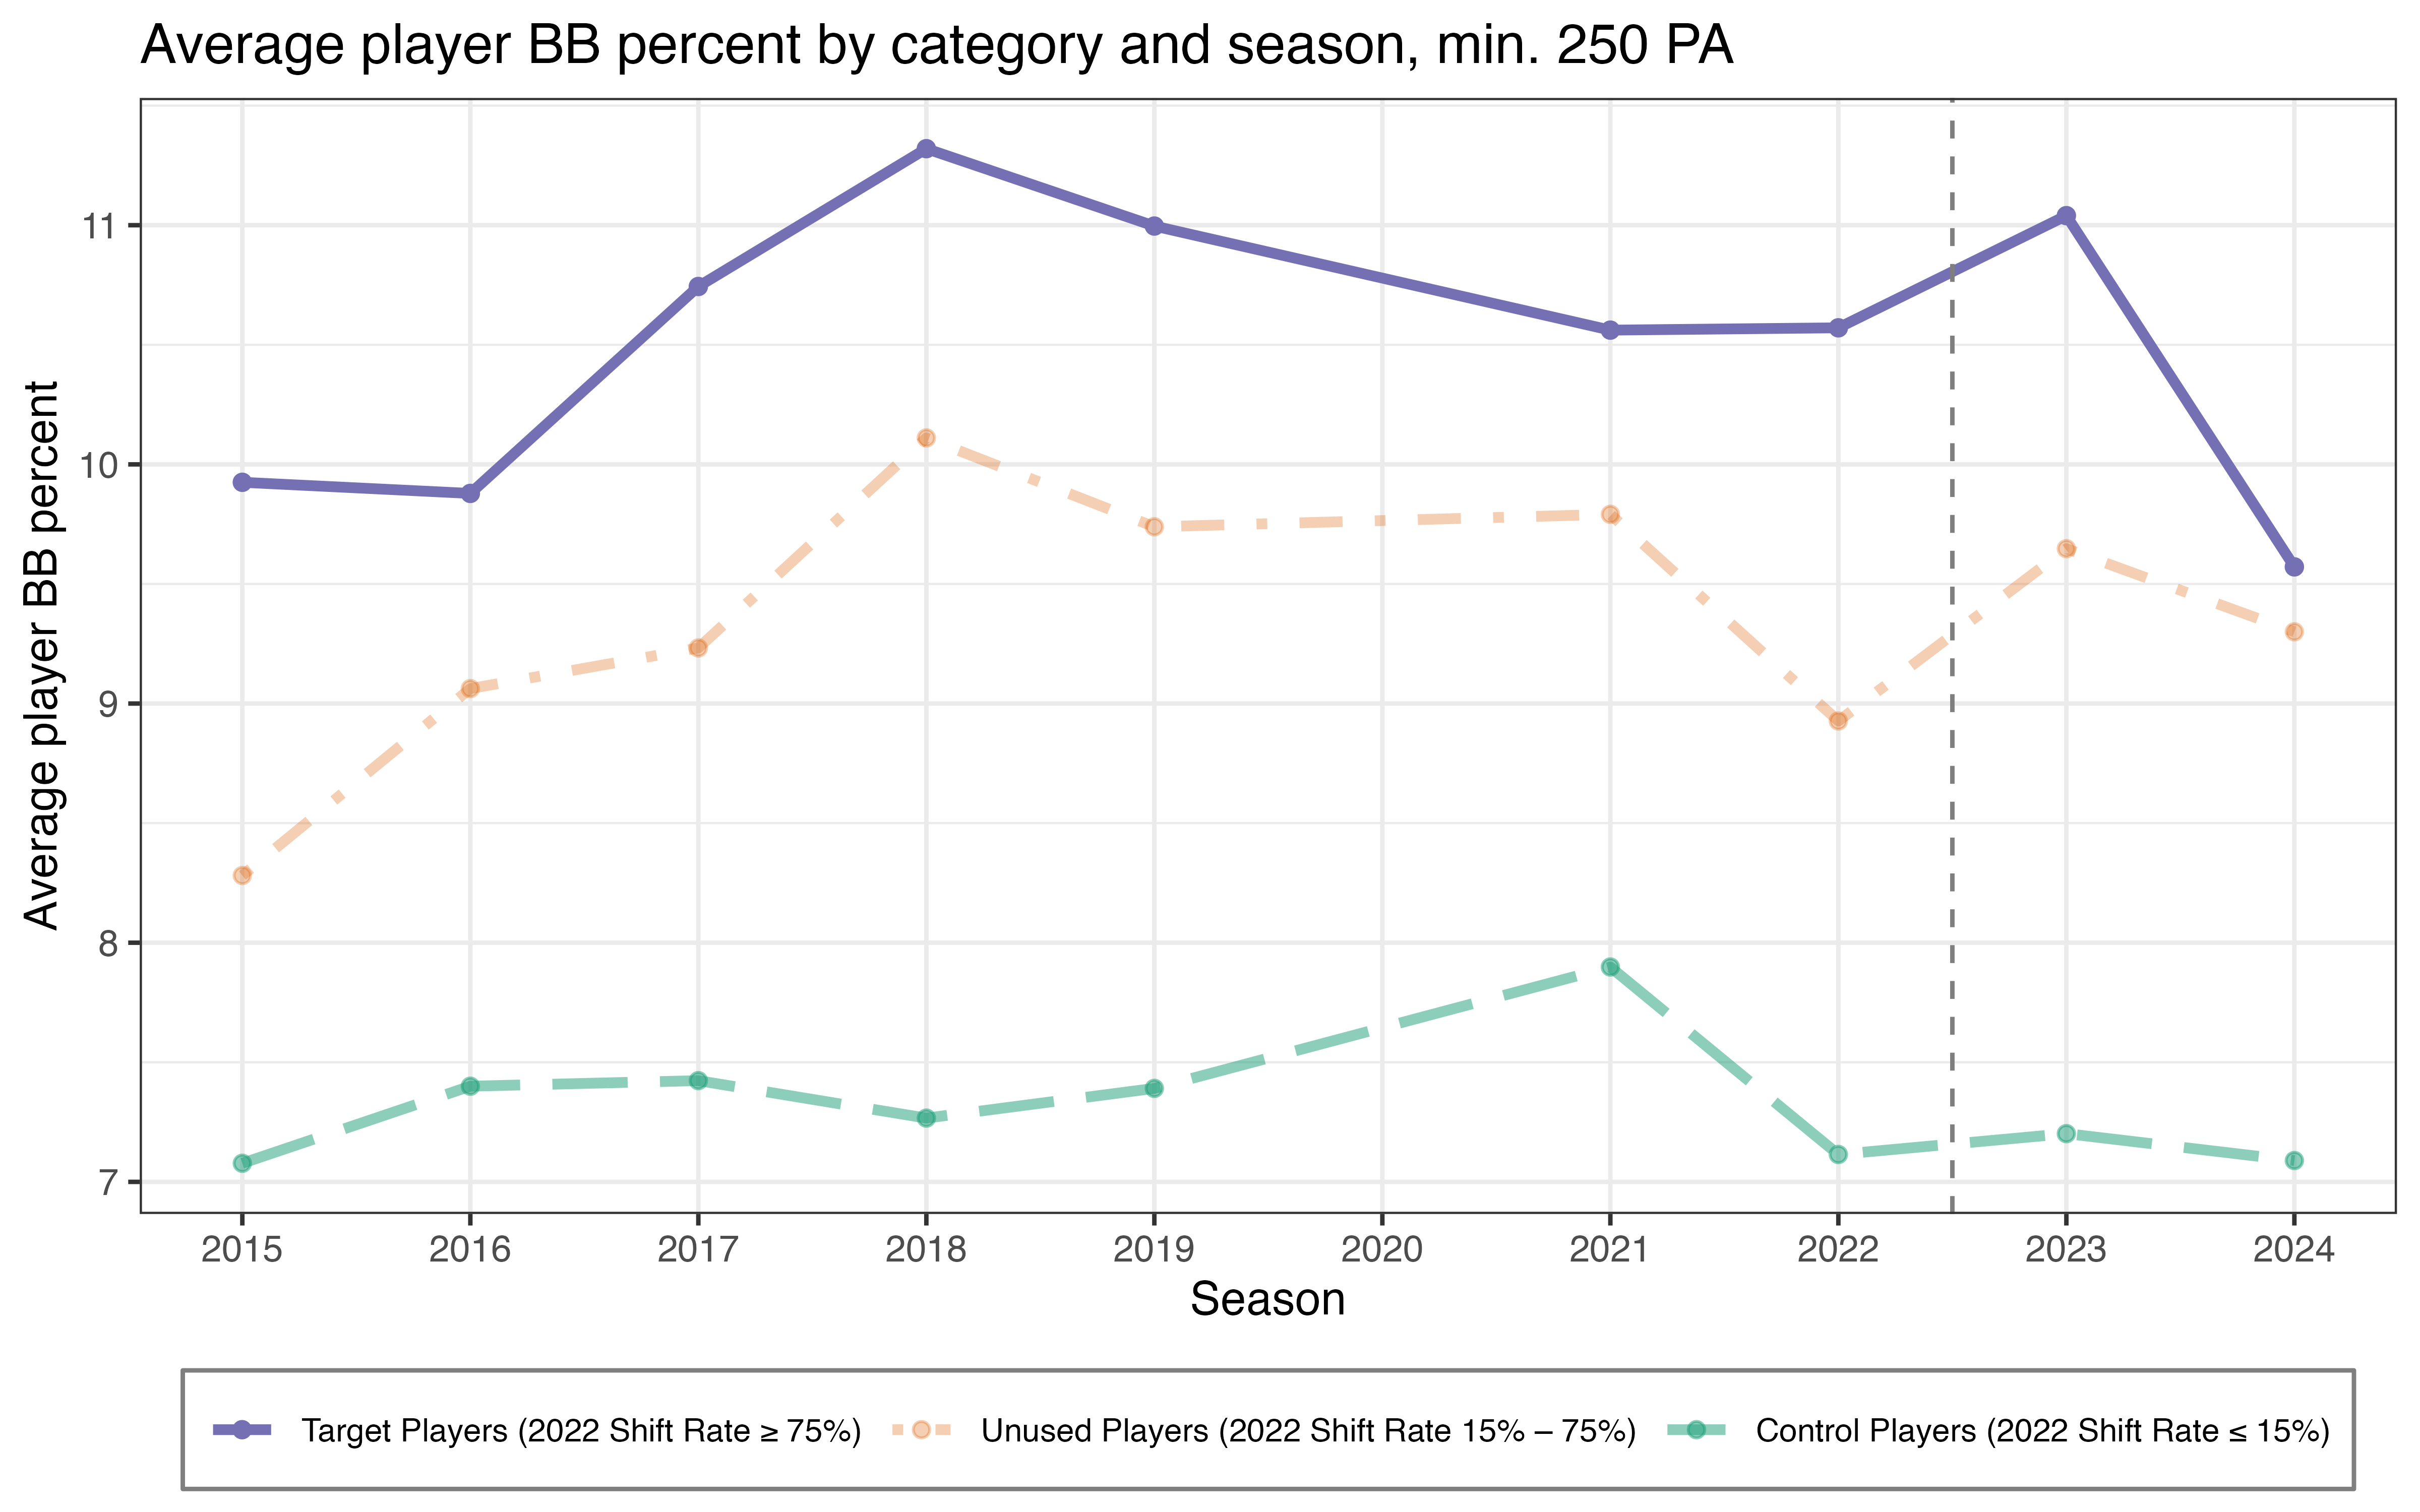 Average player BB percent by category and season, min. 250 PA
Average player BB percent
11
10
9
8
7
2015 2016 2017 2018 2019 2020 2021 2022 2023 2024
Season
Target Players (2022 Shift Rate ≥ 75%) Unused Players (2022 Shift Rate 15% – 75%) Control Players (2022 Shift Rate ≤ 15%)